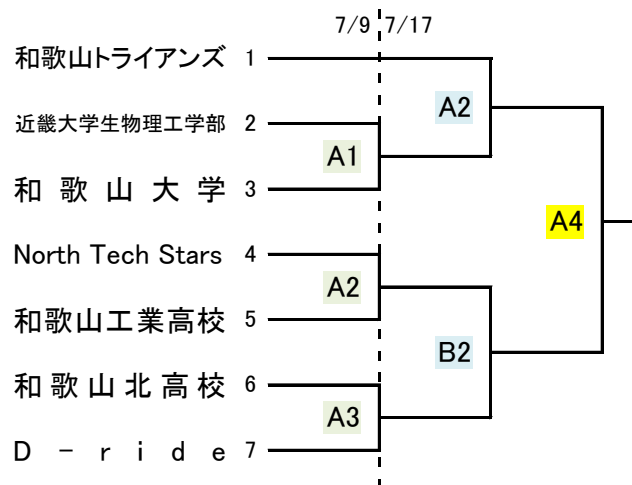 7/9 7/17
和歌山トライアンズ 1
A2
近畿大学生物理工学部 2
A1
和歌山大学 3
A4
North Tech Stars 4
A2
和歌山工業高校 5
B2
和歌山北高校 6
A3
D-ride 7